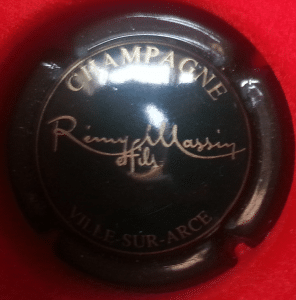 CHAMPAGNE
Rémy Massin
& Fils
VILLE-SUR-ARCE